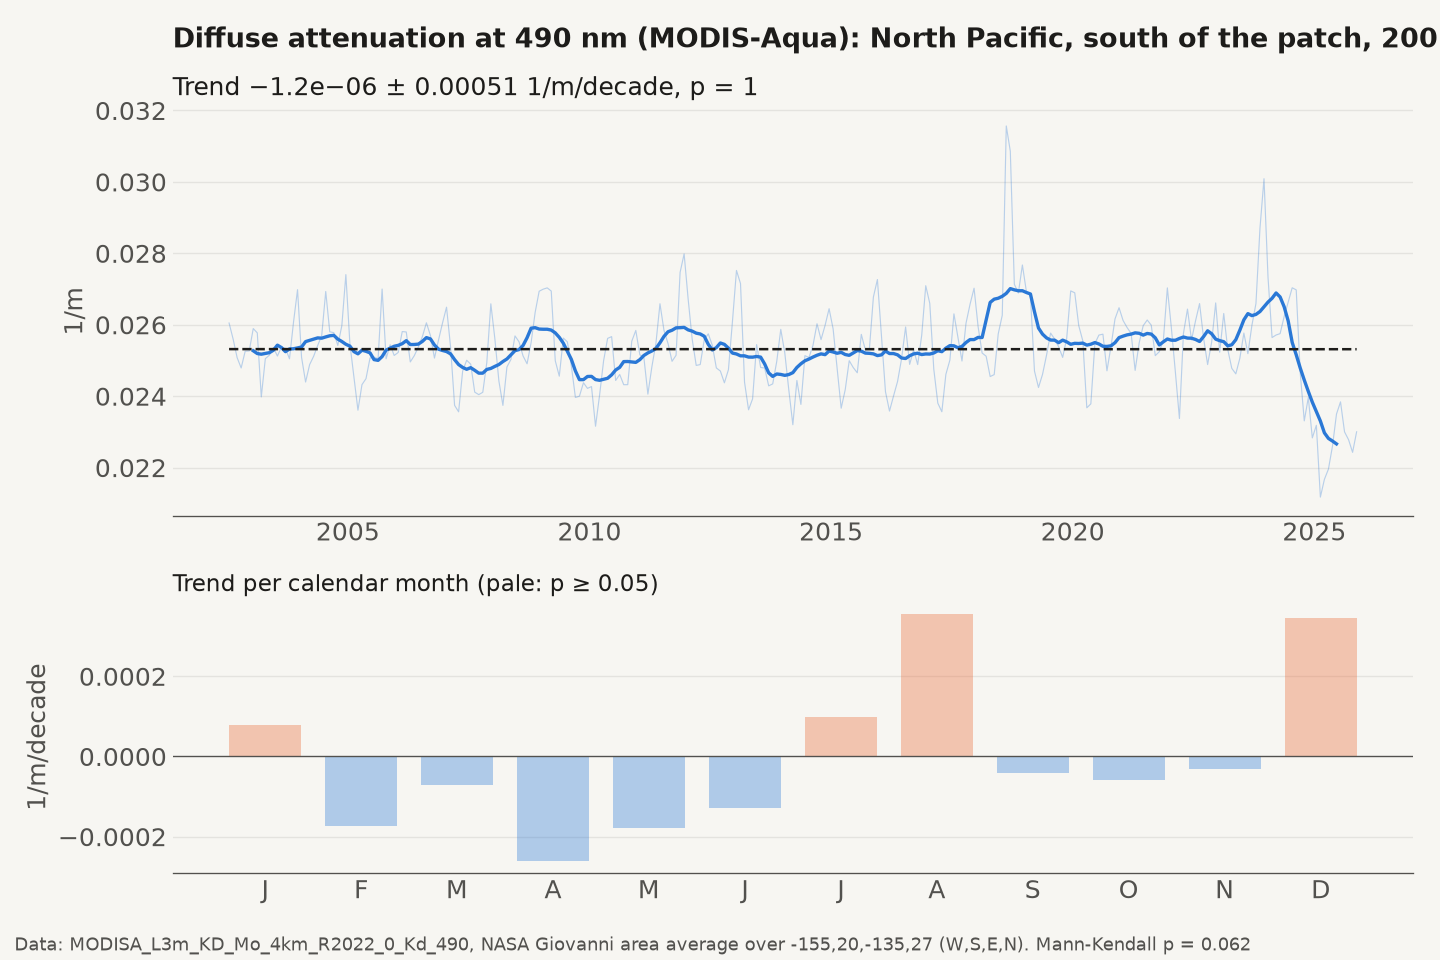 Diffuse attenuation at 490 nm (MODIS-Aqua): North Pacific, south of the patch, 200
Trend −1.2e−06 ± 0.00051 1/m/decade, p = 1
0.032
0.030
0.028
0.026
0.024
0.022
1/m
2005 2010 2015 2020 2025
Trend per calendar month (pale: p ≥ 0.05)
0.0002
0.0000
−0.0002
1/m/decade
J F M A M J J A S O N D
Data: MODISA_L3m_KD_Mo_4km_R2022_0_Kd_490, NASA Giovanni area average over -155,20,-135,27 (W,S,E,N). Mann-Kendall p = 0.062